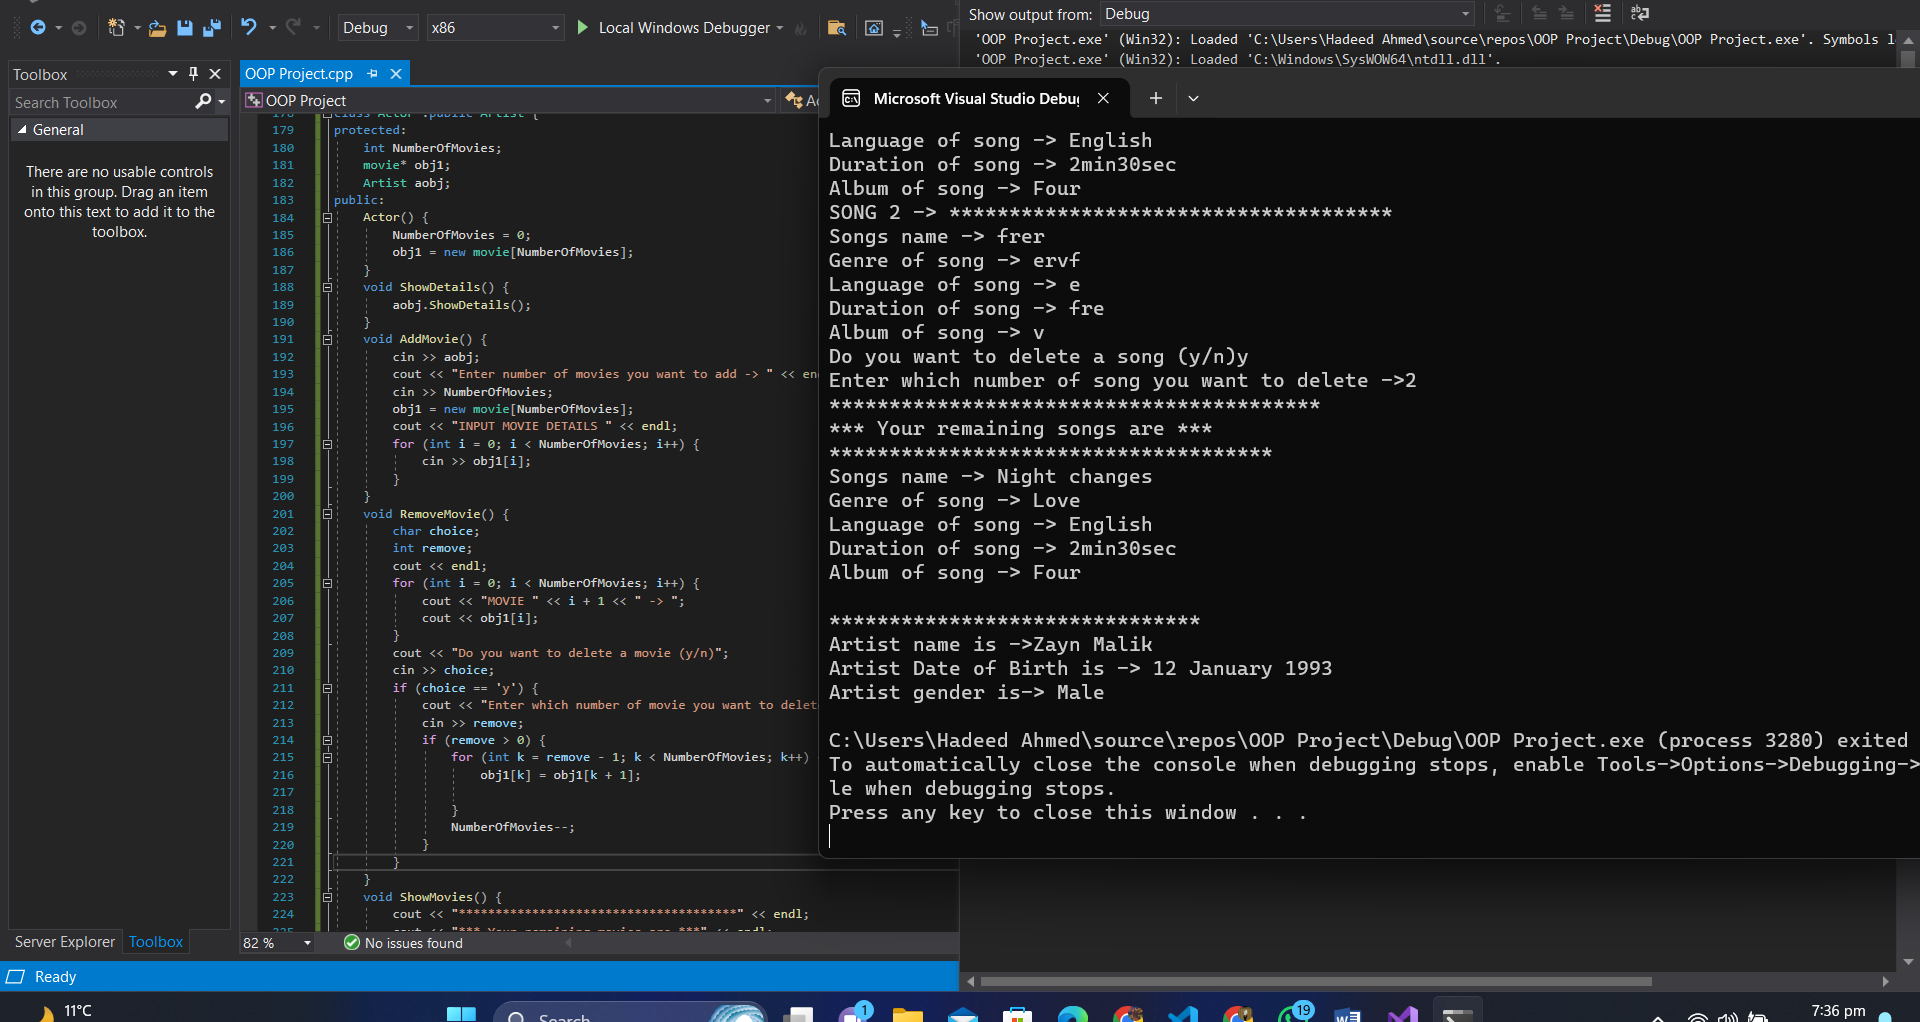 Debug
x86
Local Windows Debugger
Show output from: Debug
'OOP Project.exe' (Win32): Loaded 'C:\Users\Hadeed Ahmed\source\repos\OOP Project\Debug\OOP Project.exe'. Symbols l
'OOP Project.exe' (Win32): Loaded 'C:\Windows\SysWOW64\ntdll.dll'.
Toolbox
Search Toolbox
General
There are no usable controls
in this group. Drag an item
onto this text to add it to the
toolbox.
Server Explorer
Toolbox
OOP Project.cpp
OOP Project
178 class Actor :public Artist {
179 protected:
180 int NumberOfMovies;
181 movie* obj1;
182 Artist aobj;
183 public:
184 Actor() {
185 NumberOfMovies = 0;
186 obj1 = new movie[NumberOfMovies];
187 }
188 void ShowDetails() {
189 aobj.ShowDetails();
190 }
191 void AddMovie() {
192 cin >> aobj;
193 cout << "Enter number of movies you want to add -> " << en
194 cin >> NumberOfMovies;
195 obj1 = new movie[NumberOfMovies];
196 cout << "INPUT MOVIE DETAILS " << endl;
197 for (int i = 0; i < NumberOfMovies; i++) {
198 cin >> obj1[i];
199 }
200 }
201 void RemoveMovie() {
202 char choice;
203 int remove;
204 cout << endl;
205 for (int i = 0; i < NumberOfMovies; i++) {
206 cout << "MOVIE " << i + 1 << " -> ";
207 cout << obj1[i];
208 }
209 cout << "Do you want to delete a movie (y/n)";
210 cin >> choice;
211 if (choice == 'y') {
212 cout << "Enter which number of movie you want to delet
213 cin >> remove;
214 if (remove > 0) {
215 for (int k = remove - 1; k < NumberOfMovies; k++)
216 obj1[k] = obj1[k + 1];
217
218 }
219 NumberOfMovies--;
220 }
221 }
222 }
223 void ShowMovies() {
224 cout << "*************************************" << endl;
225 cout << "*** Your remaining movies are ***" << endl;
82 %
No issues found
Ready
Microsoft Visual Studio Debu
Language of song -> English
Duration of song -> 2min30sec
Album of song -> Four
SONG 2 -> *************************************
Songs name -> frer
Genre of song -> ervf
Language of song -> e
Duration of song -> fre
Album of song -> v
Do you want to delete a song (y/n)y
Enter which number of song you want to delete ->2
*****************************************
*** Your remaining songs are ***
*************************************
Songs name -> Night changes
Genre of song -> Love
Language of song -> English
Duration of song -> 2min30sec
Album of song -> Four
*******************************
Artist name is ->Zayn Malik
Artist Date of Birth is -> 12 January 1993
Artist gender is-> Male
C:\Users\Hadeed Ahmed\source\repos\OOP Project\Debug\OOP Project.exe (process 3280) exited
To automatically close the console when debugging stops, enable Tools->Options->Debugging->
le when debugging stops.
Press any key to close this window . . .
11°C
Search
1
19
7:36 pm